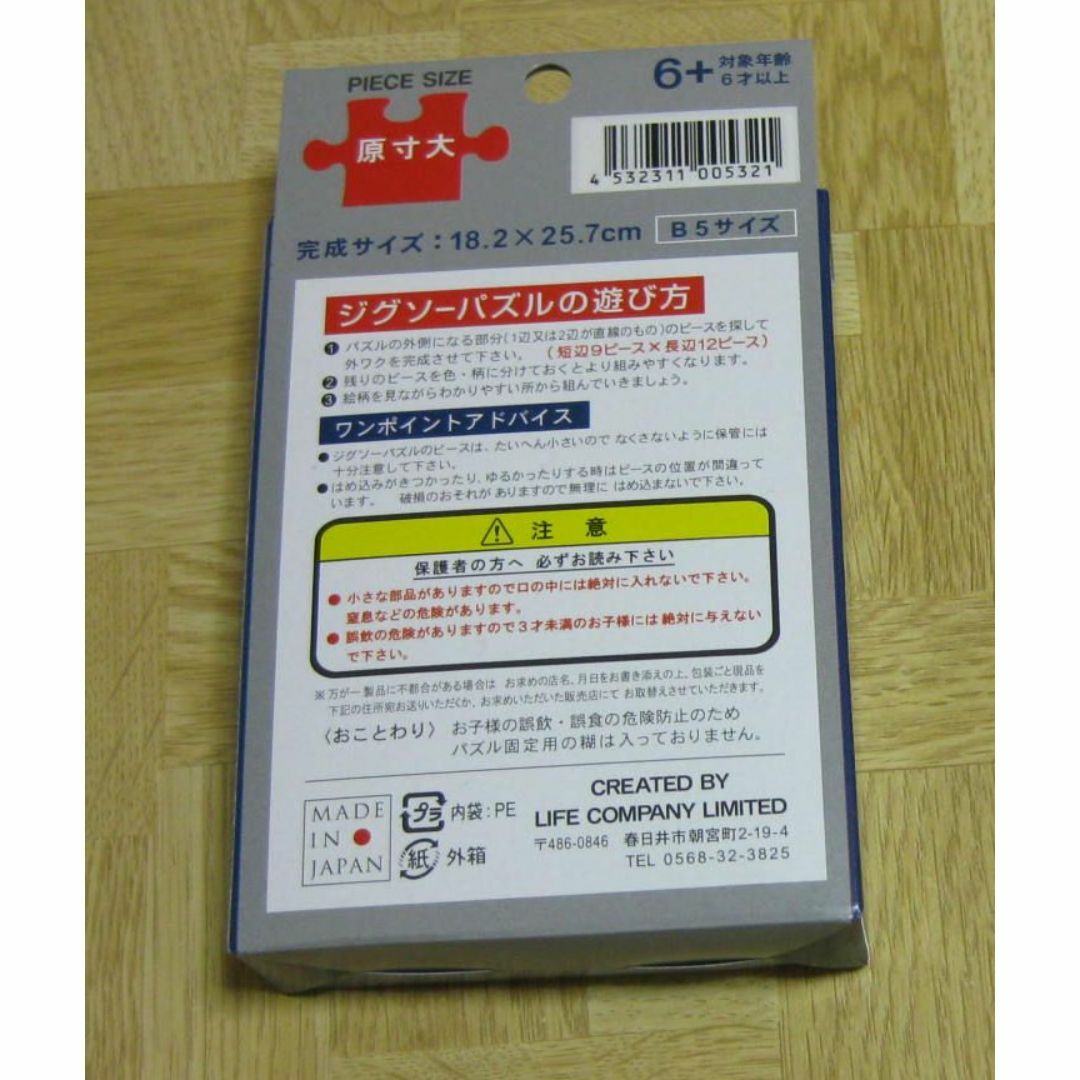 PIECE SIZE
原寸大
6+ 対象年齢
6才以上
4 532311 005321
完成サイズ：18.2×25.7cm B5サイズ
ジグソーパズルの遊び方
❶ パズルの外側になる部分(1辺又は2辺が直線のもの)のピースを探して
外ワクを完成させて下さい。（短辺9ピース×長辺12ピース）
❷ 残りのピースを色・柄に分けておくとより組みやすくなります。
❸ 絵柄を見ながらわかりやすい所から組んでいきましょう。
ワンポイントアドバイス
● ジグソーパズルのピースは、たいへん小さいので なくさないように保管には
十分注意して下さい。
● はめ込みがきつかったり、ゆるかったりする時はピースの位置が間違って
います。 破損のおそれが ありますので無理に はめ込まないで下さい。
⚠ 注意
保護者の方へ 必ずお読み下さい
● 小さな部品がありますので口の中には絶対に入れないで下さい。
窒息などの危険があります。
● 誤飲の危険がありますので3才未満のお子様には 絶対に与えない
で下さい。
※万が一 製品に不都合がある場合は お求めの店名、月日をお書き添えの上、包装ごと現品を
下記の住所宛お送りいただくか、お求めいただいた販売店にて お取替えさせていただきます。
〈おことわり〉 お子様の誤飲・誤食の危険防止のため
パズル固定用の糊は入っておりません。
MADE
IN
JAPAN
プラ 内袋：PE
紙 外箱
CREATED BY
LIFE COMPANY LIMITED
〒486-0846 春日井市朝宮町2-19-4
TEL 0568-32-3825